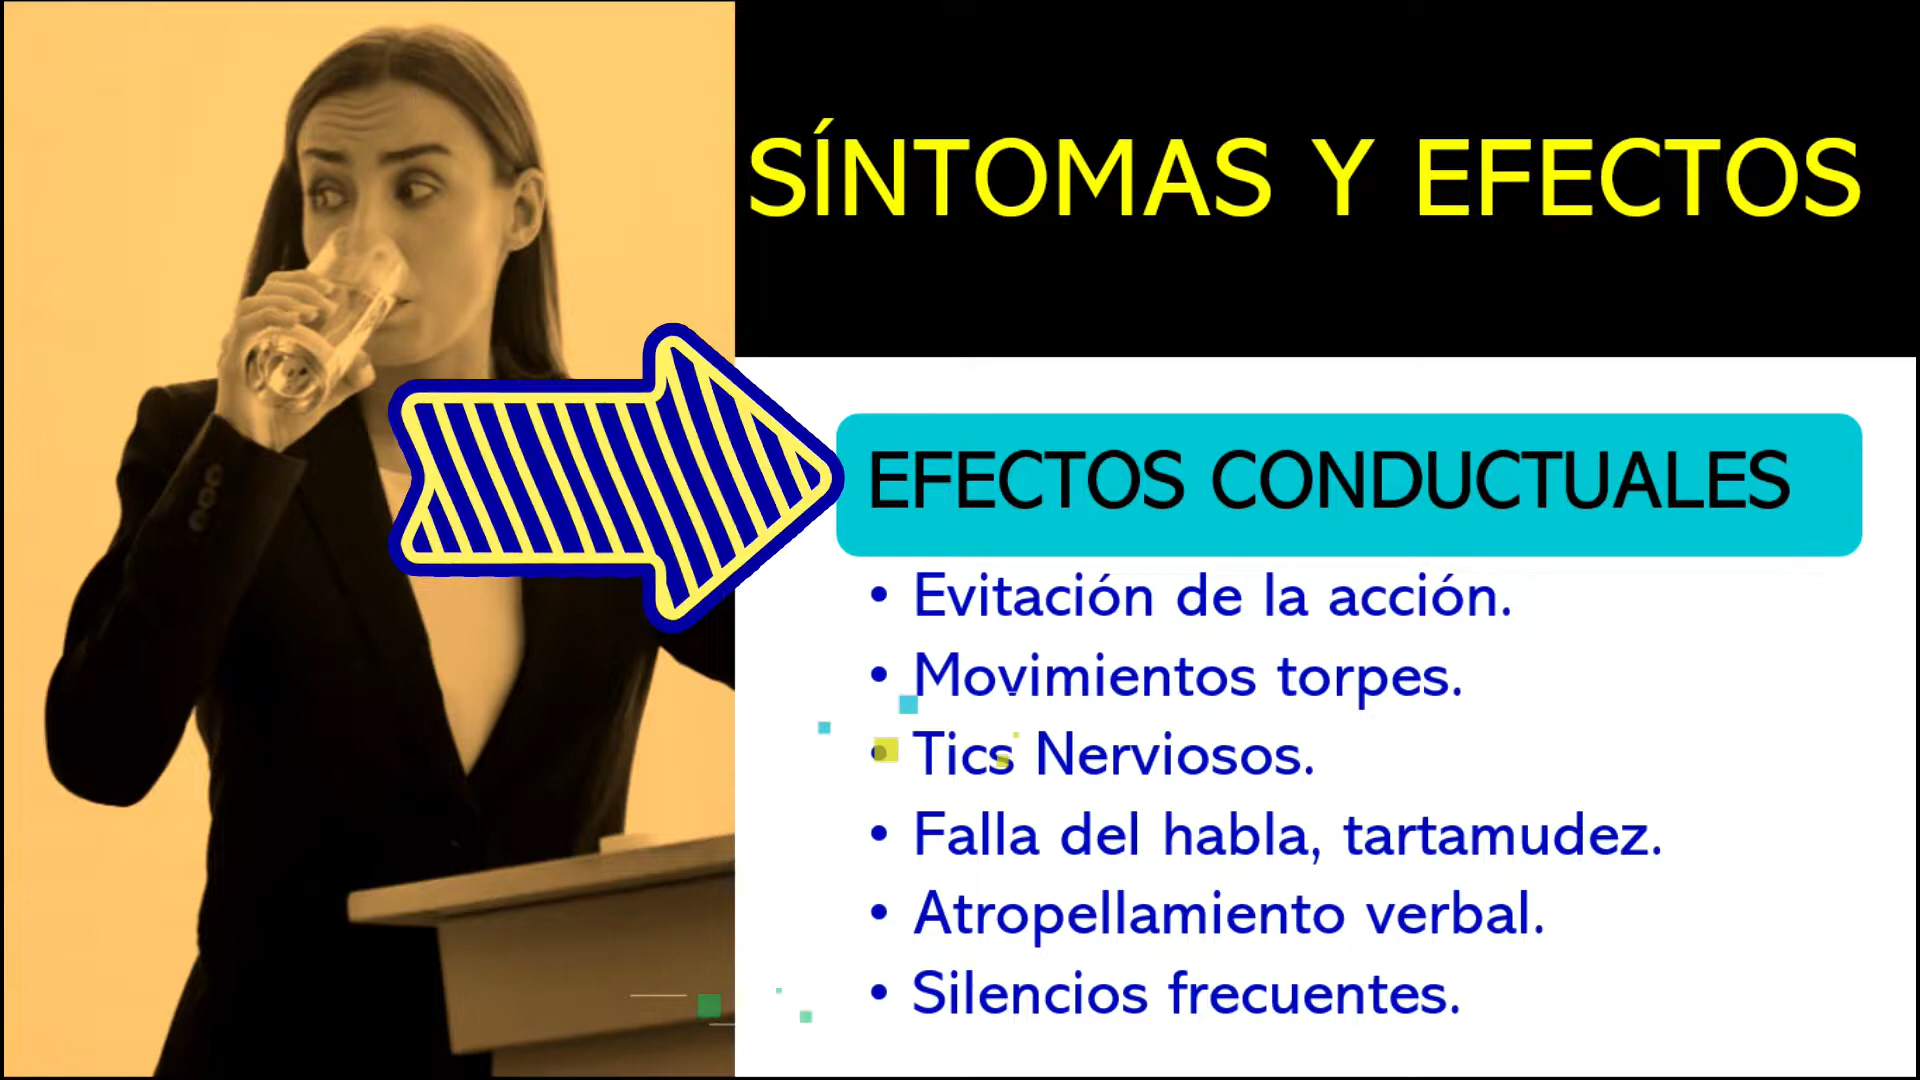 SÍNTOMAS Y EFECTOS
EFECTOS CONDUCTUALES
• Evitación de la acción.
• Movimientos torpes.
• Tics Nerviosos.
• Falla del habla, tartamudez.
• Atropellamiento verbal.
• Silencios frecuentes.